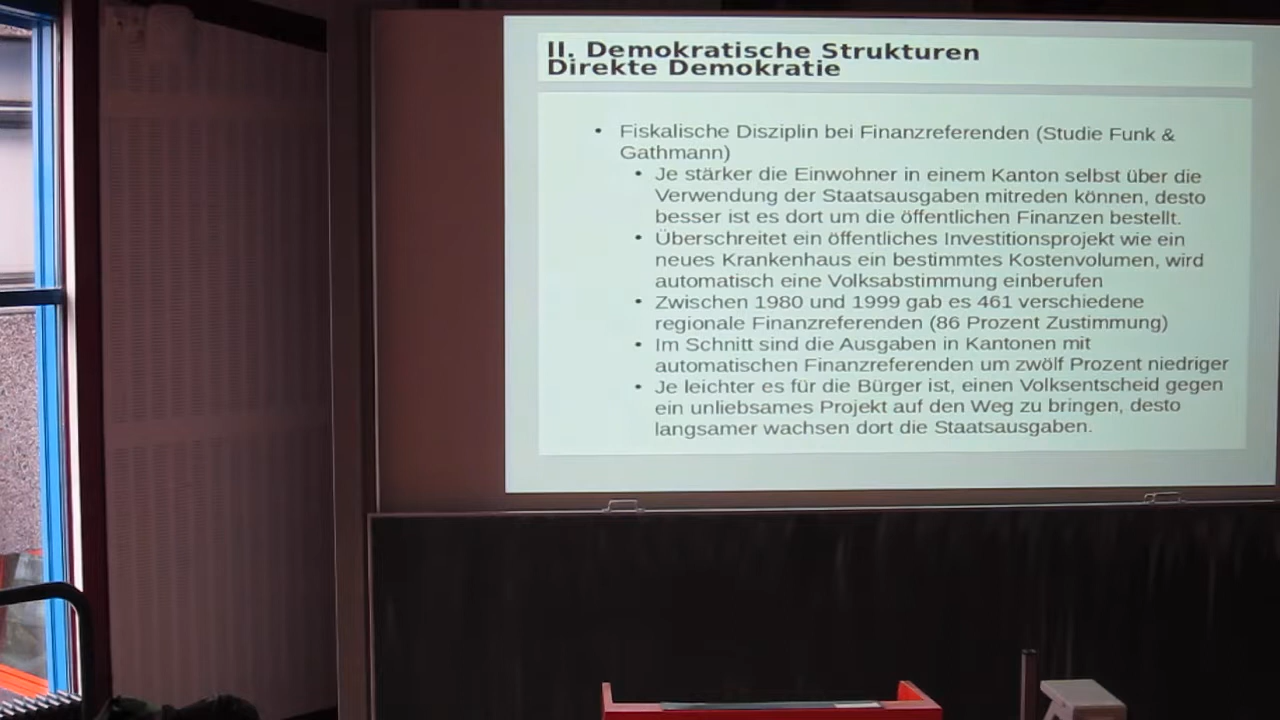 II. Demokratische Strukturen
Direkte Demokratie
• Fiskalische Disziplin bei Finanzreferenden (Studie Funk &
Gathmann)
• Je stärker die Einwohner in einem Kanton selbst über die
Verwendung der Staatsausgaben mitreden können, desto
besser ist es dort um die öffentlichen Finanzen bestellt.
• Überschreitet ein öffentliches Investitionsprojekt wie ein
neues Krankenhaus ein bestimmtes Kostenvolumen, wird
automatisch eine Volksabstimmung einberufen
• Zwischen 1980 und 1999 gab es 461 verschiedene
regionale Finanzreferenden (86 Prozent Zustimmung)
• Im Schnitt sind die Ausgaben in Kantonen mit
automatischen Finanzreferenden um zwölf Prozent niedriger
• Je leichter es für die Bürger ist, einen Volksentscheid gegen
ein unliebsames Projekt auf den Weg zu bringen, desto
langsamer wachsen dort die Staatsausgaben.